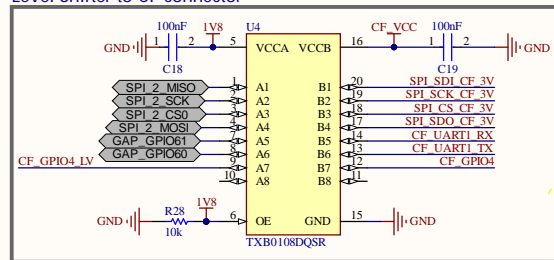 Level shifter to CF connector
100nF 1V8 U4 CF_VCC 100nF
GND 1 2 5 VCCA VCCB 16 1 2 GND
C18 C19
SPI_2_MISO 1 A1 B1 20 SPI_SDI_CF_3V
SPI_2_SCK 2 A2 B2 19 SPI_SCK_CF_3V
SPI_2_CS0 3 A3 B3 18 SPI_CS_CF_3V
SPI_2_MOSI 4 A4 B4 17 SPI_SDO_CF_3V
GAP_GPIO61 7 A5 B5 14 CF_UART1_RX
GAP_GPIO60 8 A6 B6 13 CF_UART1_TX
CF_GPIO4_LV 9 A7 B7 12 CF_GPIO4
10 A8 B8 11
1V8
GND R28 6 OE GND 15 GND
10k
TXB0108DQSR